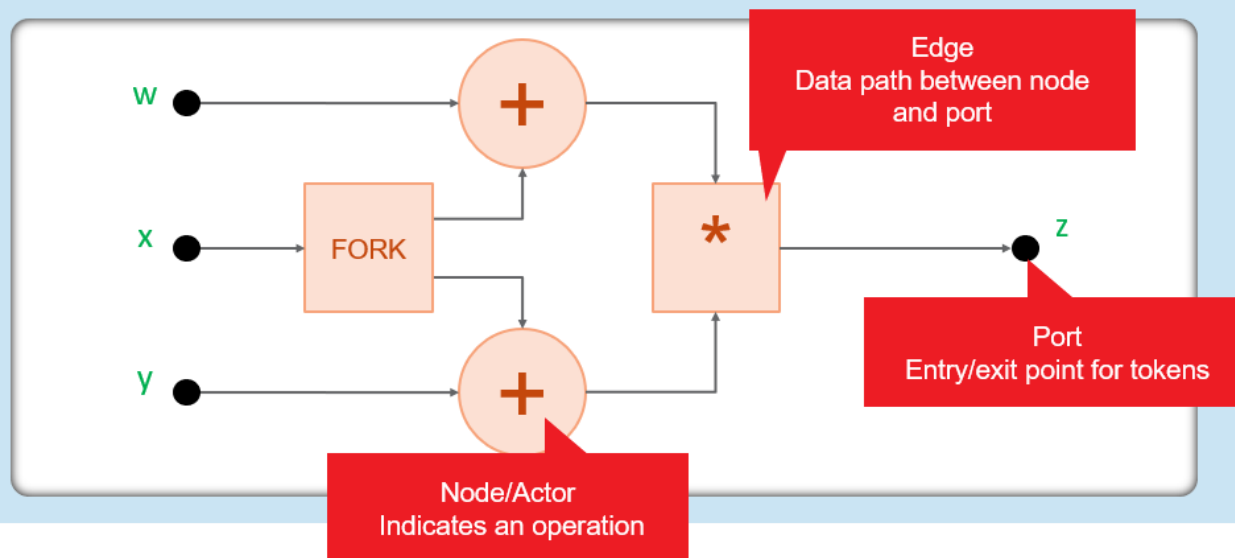 Edge
Data path between node
and port
w
+
x
FORK
*
z
Port
Entry/exit point for tokens
y
+
Node/Actor
Indicates an operation